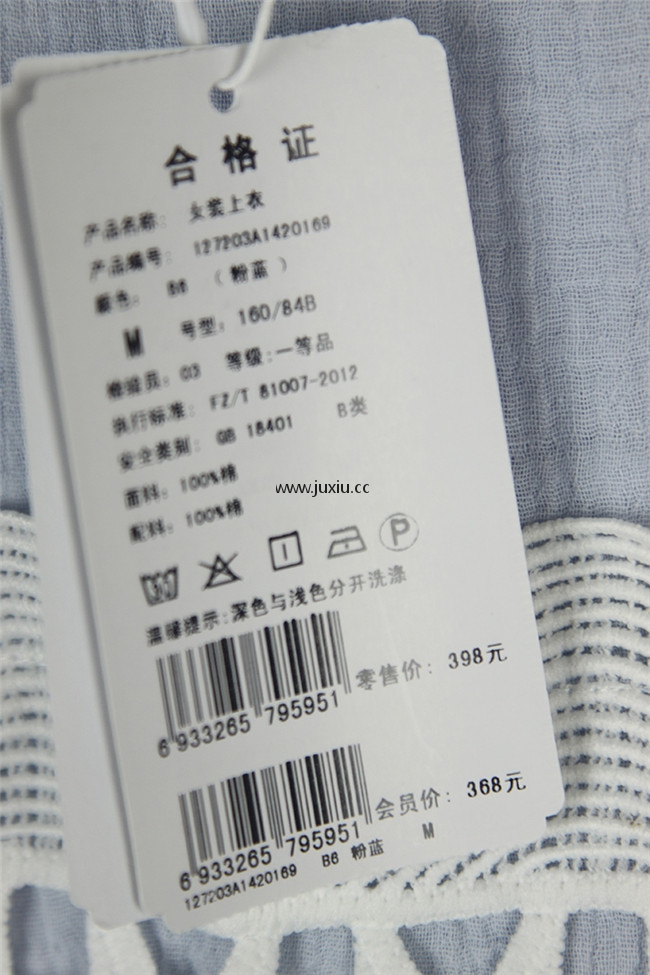 合格证
产品名称: 女装上衣
产品编号: 127203A1420169
颜色: B6 (粉蓝)
M 号型: 160/84B
检验员: 03 等级:一等品
执行标准: FZ/T 81007-2012
安全类别: GB 18401 B类
面料: 100%棉
配料: 100%棉
www.juxiu.cc
P
温馨提示:深色与浅色分开洗涤
6 933265 795951
零售价: 398元
6 933265 795951
会员价: 368元
127203A1420169 B6 粉蓝 M